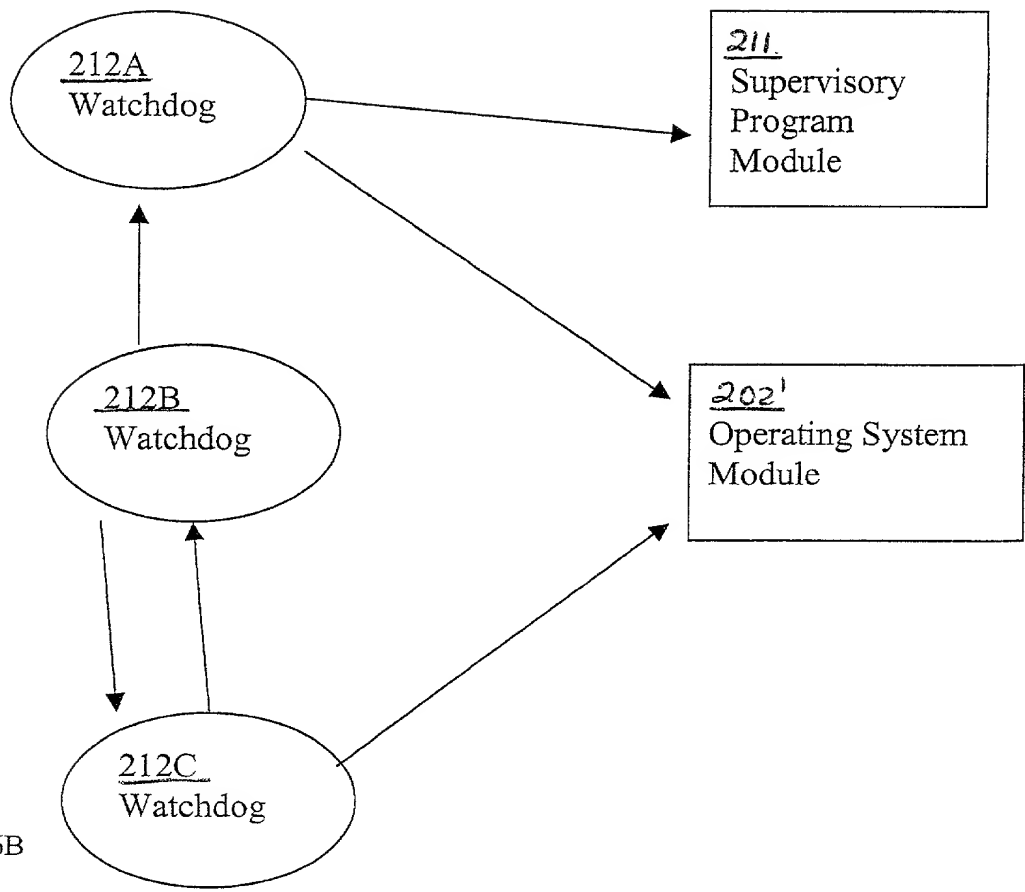 212A
Watchdog
211.
Supervisory
Program
Module
212B
Watchdog
202'
Operating System
Module
212C
Watchdog